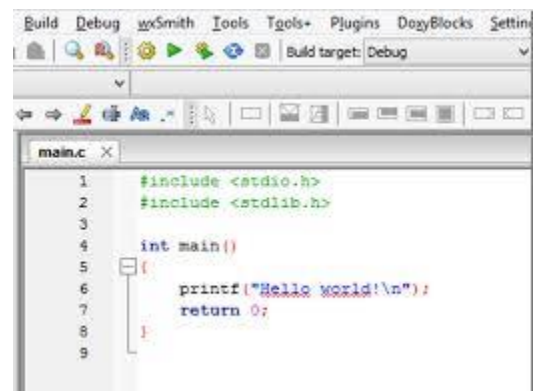 Build Debug wxSmith Tools Tools+ Plugins DoxyBlocks Settin
Build target: Debug
main.c
1 #include <stdio.h>
2 #include <stdlib.h>
3
4 int main()
5 {
6 printf("Hello world!\n");
7 return 0;
8 }
9